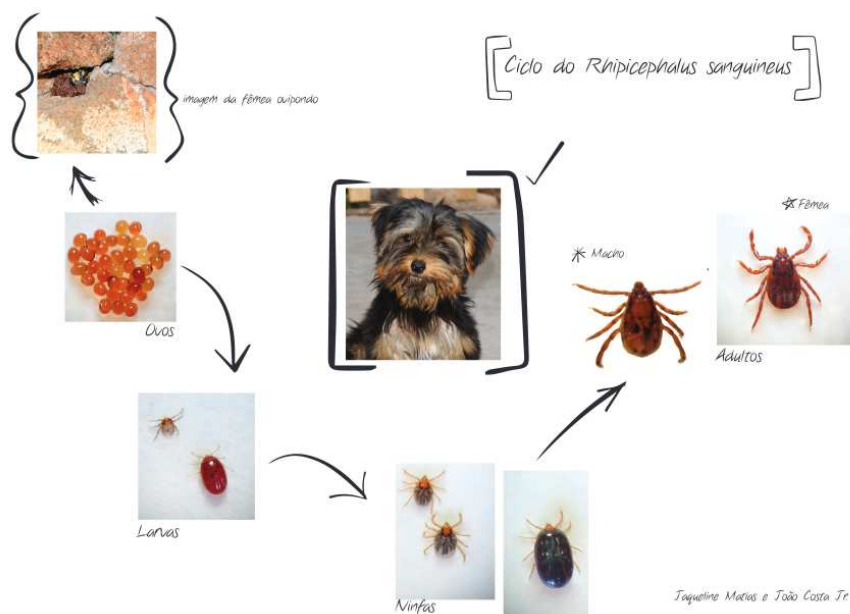 Ciclo do Rhipicephalus sanguineus
imagem da fêmea ovipondo
Ovos
Larvas
Ninfas
Macho
Fêmea
Adultos
Jaqueline Matias e João Costa Jr.